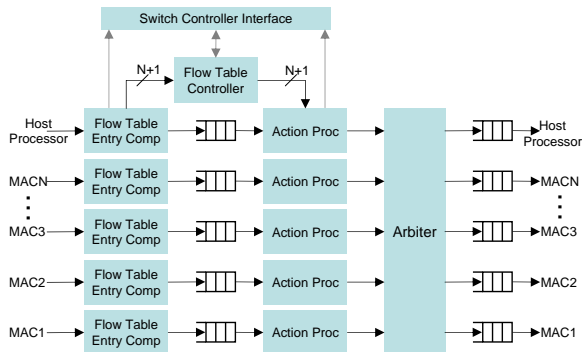 Switch Controller Interface
N+1
Flow Table
Controller
N+1
Host
Processor
Flow Table
Entry Comp
Action Proc
Host
Processor
MACN
Flow Table
Entry Comp
Action Proc
MACN
MAC3
Flow Table
Entry Comp
Action Proc
Arbiter
MAC3
MAC2
Flow Table
Entry Comp
Action Proc
MAC2
MAC1
Flow Table
Entry Comp
Action Proc
MAC1